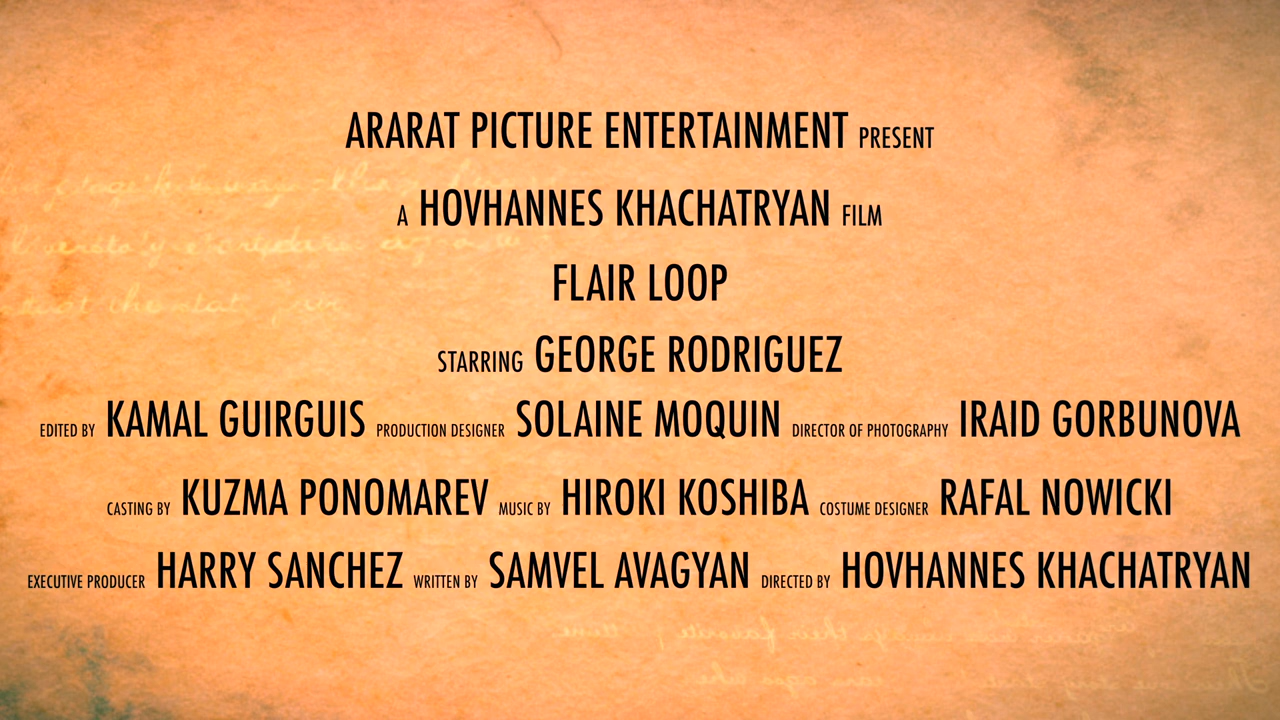 ARARAT PICTURE ENTERTAINMENT PRESENT
A HOVHANNES KHACHATRYAN FILM
FLAIR LOOP
STARRING GEORGE RODRIGUEZ
EDITED BY KAMAL GUIRGUIS PRODUCTION DESIGNER SOLAINE MOQUIN DIRECTOR OF PHOTOGRAPHY IRAID GORBUNOVA
CASTING BY KUZMA PONOMAREV MUSIC BY HIROKI KOSHIBA COSTUME DESIGNER RAFAL NOWICKI
EXECUTIVE PRODUCER HARRY SANCHEZ WRITTEN BY SAMVEL AVAGYAN DIRECTED BY HOVHANNES KHACHATRYAN